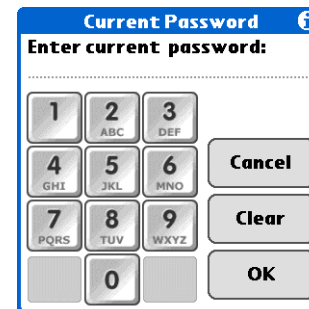 Current Password i
Enter current password:
1 2 3
ABC DEF
4 5 6
GHI JKL MNO
Cancel
7 8 9
PQRS TUV WXYZ
Clear
0
OK